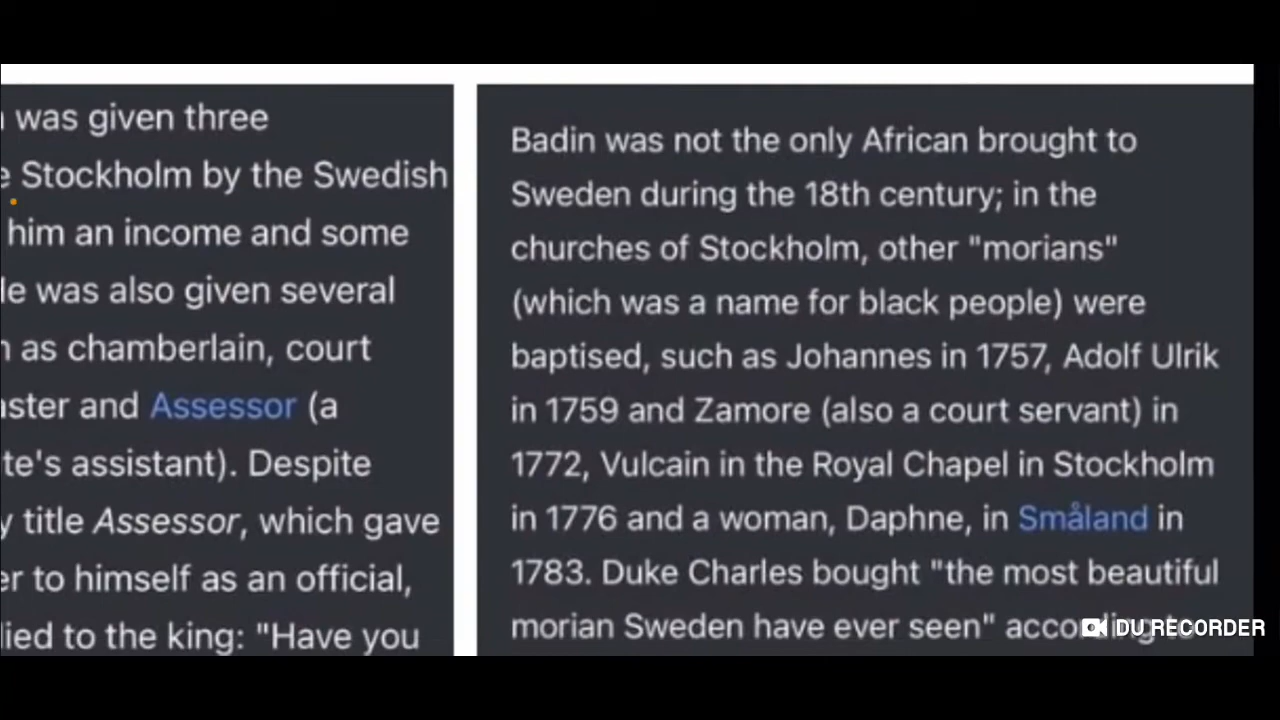 was given three
Stockholm by the Swedish
him an income and some
was also given several
as chamberlain, court
and Assessor (a
assistant). Despite
title Assessor, which gave
to himself as an official,
to the king: "Have you
Badin was not the only African brought to
Sweden during the 18th century; in the
churches of Stockholm, other "morians"
(which was a name for black people) were
baptised, such as Johannes in 1757, Adolf Ulrik
in 1759 and Zamore (also a court servant) in
1772, Vulcain in the Royal Chapel in Stockholm
in 1776 and a woman, Daphne, in Småland in
1783. Duke Charles bought "the most beautiful
morian Sweden have ever seen" according to
DU RECORDER